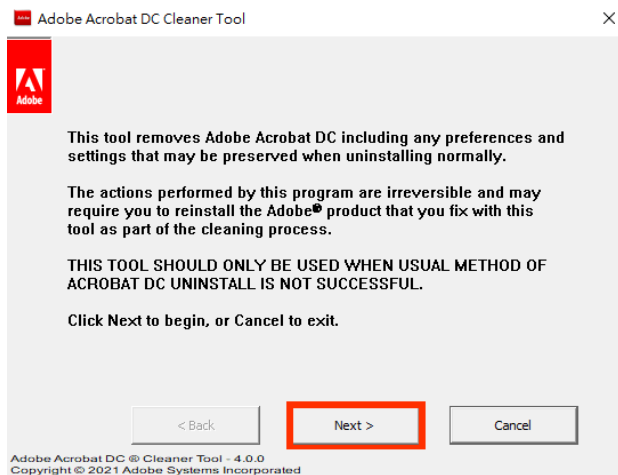 Adobe Adobe Acrobat DC Cleaner Tool
Adobe
This tool removes Adobe Acrobat DC including any preferences and
settings that may be preserved when uninstalling normally.
The actions performed by this program are irreversible and may
require you to reinstall the Adobe® product that you fix with this
tool as part of the cleaning process.
THIS TOOL SHOULD ONLY BE USED WHEN USUAL METHOD OF
ACROBAT DC UNINSTALL IS NOT SUCCESSFUL.
Click Next to begin, or Cancel to exit.
< Back Next > Cancel
Adobe Acrobat DC ® Cleaner Tool - 4.0.0
Copyright © 2021 Adobe Systems Incorporated